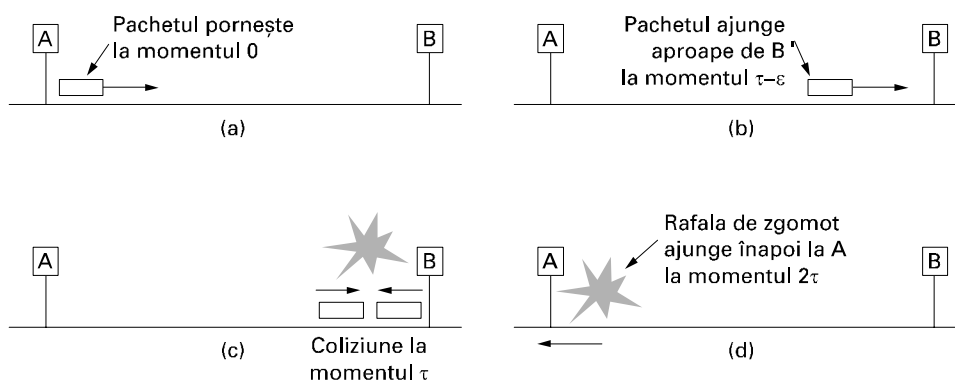 A
Pachetul pornește
la momentul 0
B
(a)
A
Pachetul ajunge
aproape de B
la momentul τ–ε
B
(b)
A
B
(c)
Coliziune la
momentul τ
A
Rafala de zgomot
ajunge înapoi la A
la momentul 2τ
B
(d)